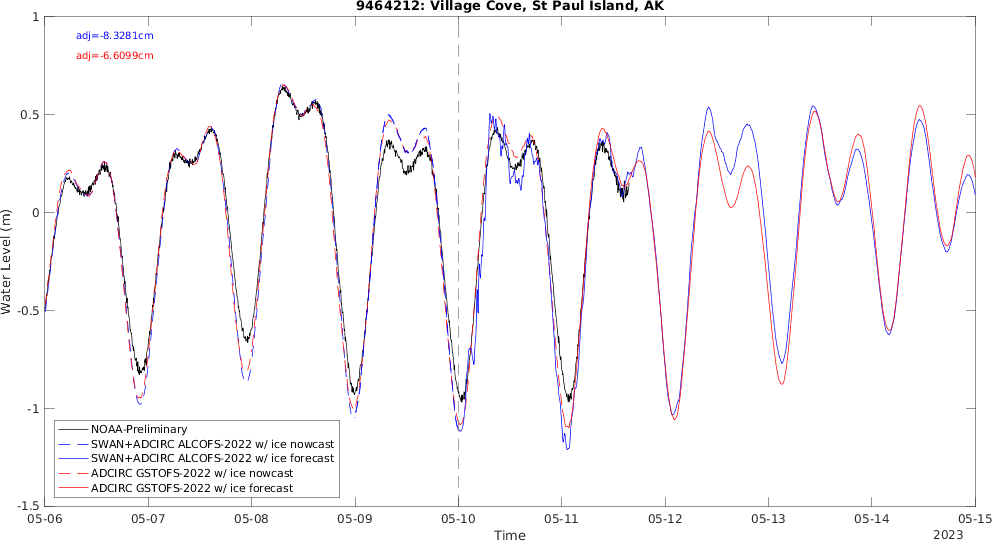 9464212: Village Cove, St Paul Island, AK
adj=-8.3281cm
adj=-6.6099cm
Water Level (m)
1
0.5
0
-0.5
-1
-1.5
NOAA-Preliminary
SWAN+ADCIRC ALCOFS-2022 w/ ice nowcast
SWAN+ADCIRC ALCOFS-2022 w/ ice forecast
ADCIRC GSTOFS-2022 w/ ice nowcast
ADCIRC GSTOFS-2022 w/ ice forecast
05-06 05-07 05-08 05-09 05-10 05-11 05-12 05-13 05-14 05-15
Time
2023